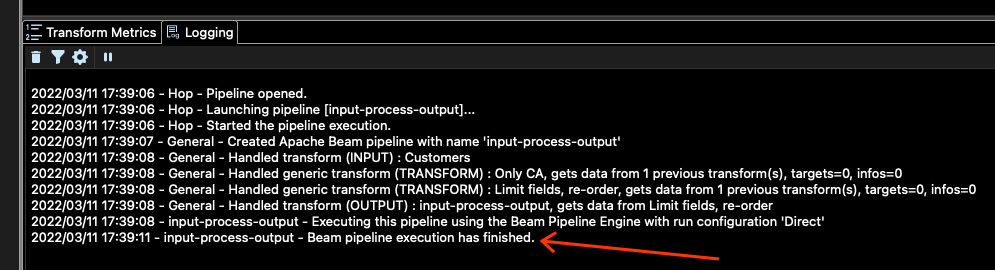 1
2
Transform Metrics
Log
Logging
2022/03/11 17:39:06 - Hop - Pipeline opened.
2022/03/11 17:39:06 - Hop - Launching pipeline [input-process-output]...
2022/03/11 17:39:06 - Hop - Started the pipeline execution.
2022/03/11 17:39:07 - General - Created Apache Beam pipeline with name 'input-process-output'
2022/03/11 17:39:08 - General - Handled transform (INPUT) : Customers
2022/03/11 17:39:08 - General - Handled generic transform (TRANSFORM) : Only CA, gets data from 1 previous transform(s), targets=0, infos=0
2022/03/11 17:39:08 - General - Handled generic transform (TRANSFORM) : Limit fields, re-order, gets data from 1 previous transform(s), targets=0, infos=0
2022/03/11 17:39:08 - General - Handled transform (OUTPUT) : input-process-output, gets data from Limit fields, re-order
2022/03/11 17:39:08 - input-process-output - Executing this pipeline using the Beam Pipeline Engine with run configuration 'Direct'
2022/03/11 17:39:11 - input-process-output - Beam pipeline execution has finished.